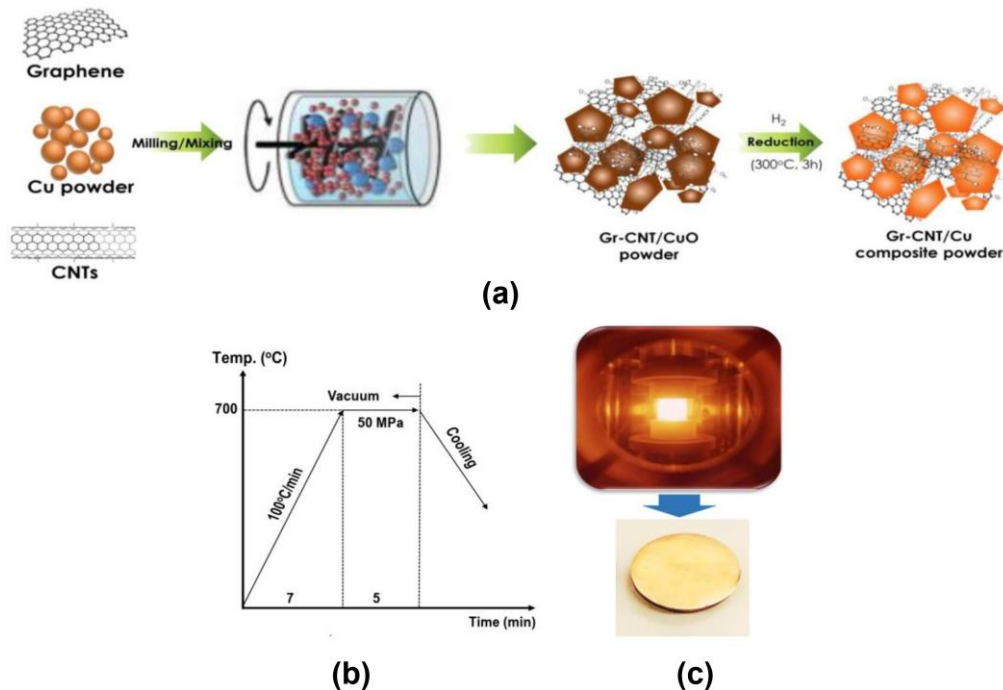 Graphene
Cu powder
CNTs
Milling/Mixing
Gr-CNT/CuO
powder
H₂
Reduction
(300°C, 3h)
Gr-CNT/Cu
composite powder
(a)
Temp. (°C)
700
Vacuum
50 MPa
100°C/min
Cooling
7
5
Time (min)
(b)
(c)